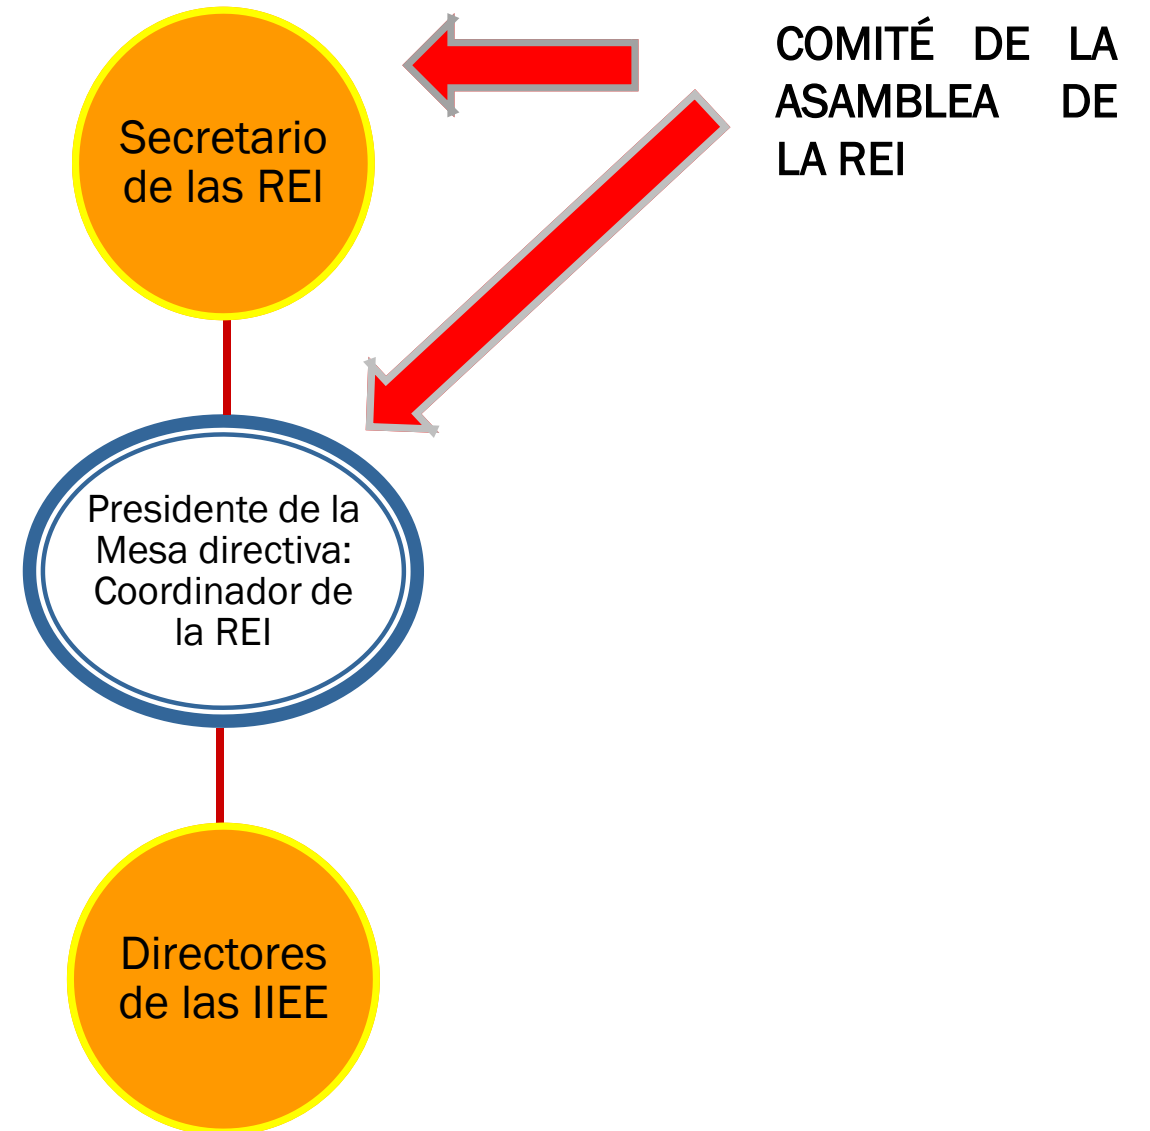 Secretario
de las REI
COMITÉ DE LA
ASAMBLEA DE
LA REI
Presidente de la
Mesa directiva:
Coordinador de
la REI
Directores
de las IIEE